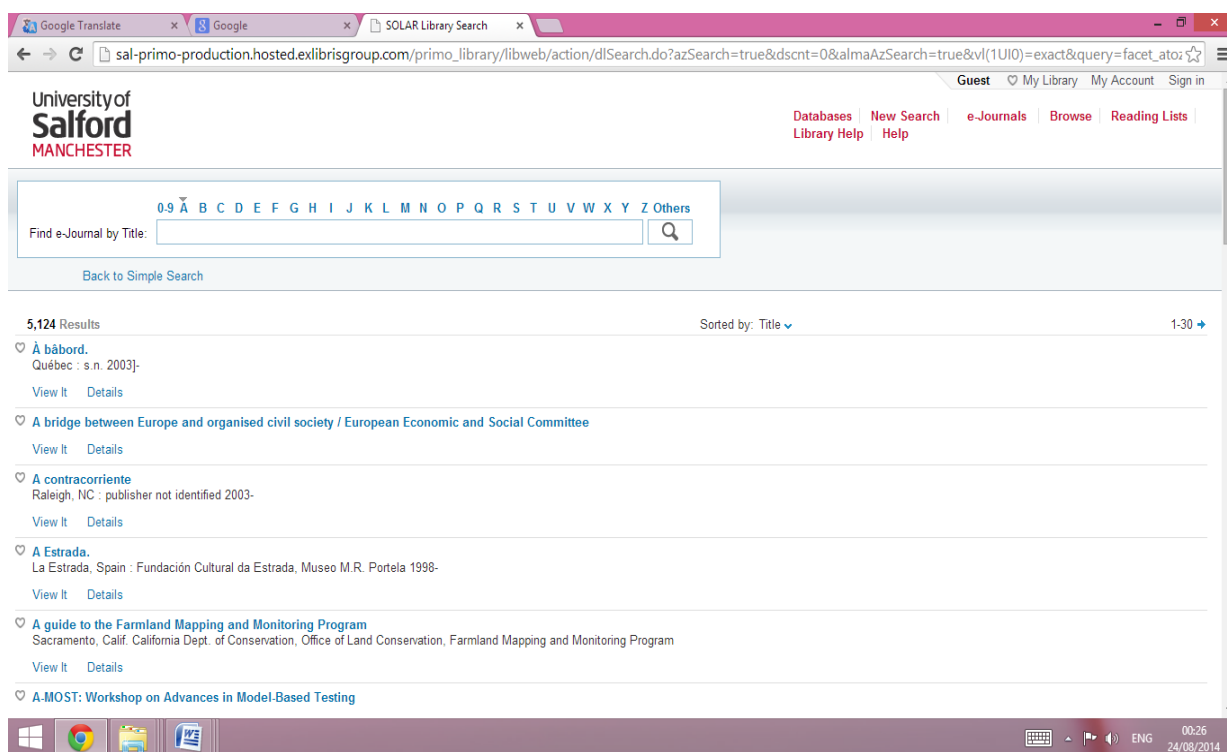 Google Translate
Google
SOLAR Library Search
sal-primo-production.hosted.exlibrisgroup.com/primo_library/libweb/action/dlSearch.do?azSearch=true&dscnt=0&almaAzSearch=true&vl(1UI0)=exact&query=facet_atoz
Guest My Library My Account Sign in
University of
Salford
MANCHESTER
Databases New Search e-Journals Browse Reading Lists
Library Help Help
0-9 A B C D E F G H I J K L M N O P Q R S T U V W X Y Z Others
Find e-Journal by Title:
Back to Simple Search
5,124 Results Sorted by: Title 1-30
À bâbord.
Québec : s.n. 2003]-
View It Details
A bridge between Europe and organised civil society / European Economic and Social Committee
View It Details
A contracorriente
Raleigh, NC : publisher not identified 2003-
View It Details
A Estrada.
La Estrada, Spain : Fundación Cultural da Estrada, Museo M.R. Portela 1998-
View It Details
A guide to the Farmland Mapping and Monitoring Program
Sacramento, Calif. California Dept. of Conservation, Office of Land Conservation, Farmland Mapping and Monitoring Program
View It Details
A-MOST: Workshop on Advances in Model-Based Testing
ENG 00:26
24/08/2014